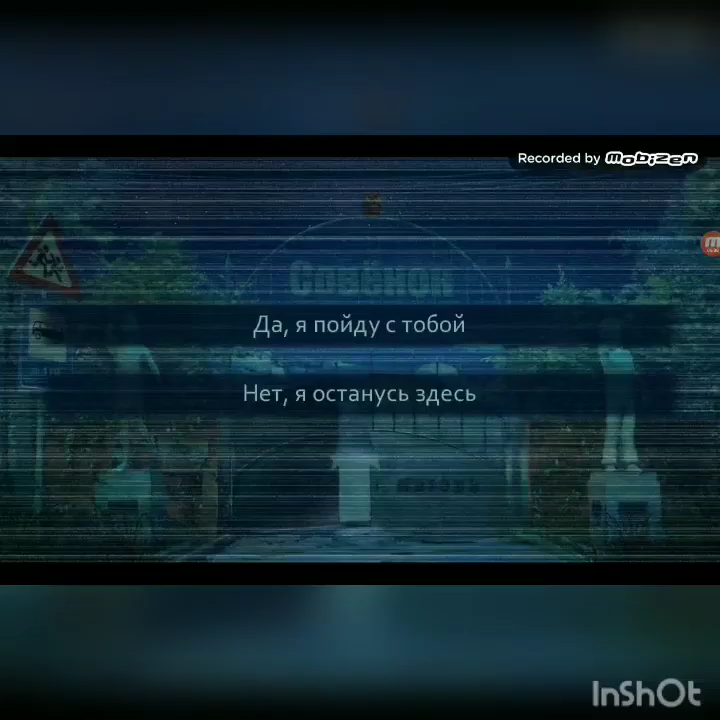 Recorded by mobizen
Совёнок
Да, я пойду с тобой
Нет, я останусь здесь
InShOt